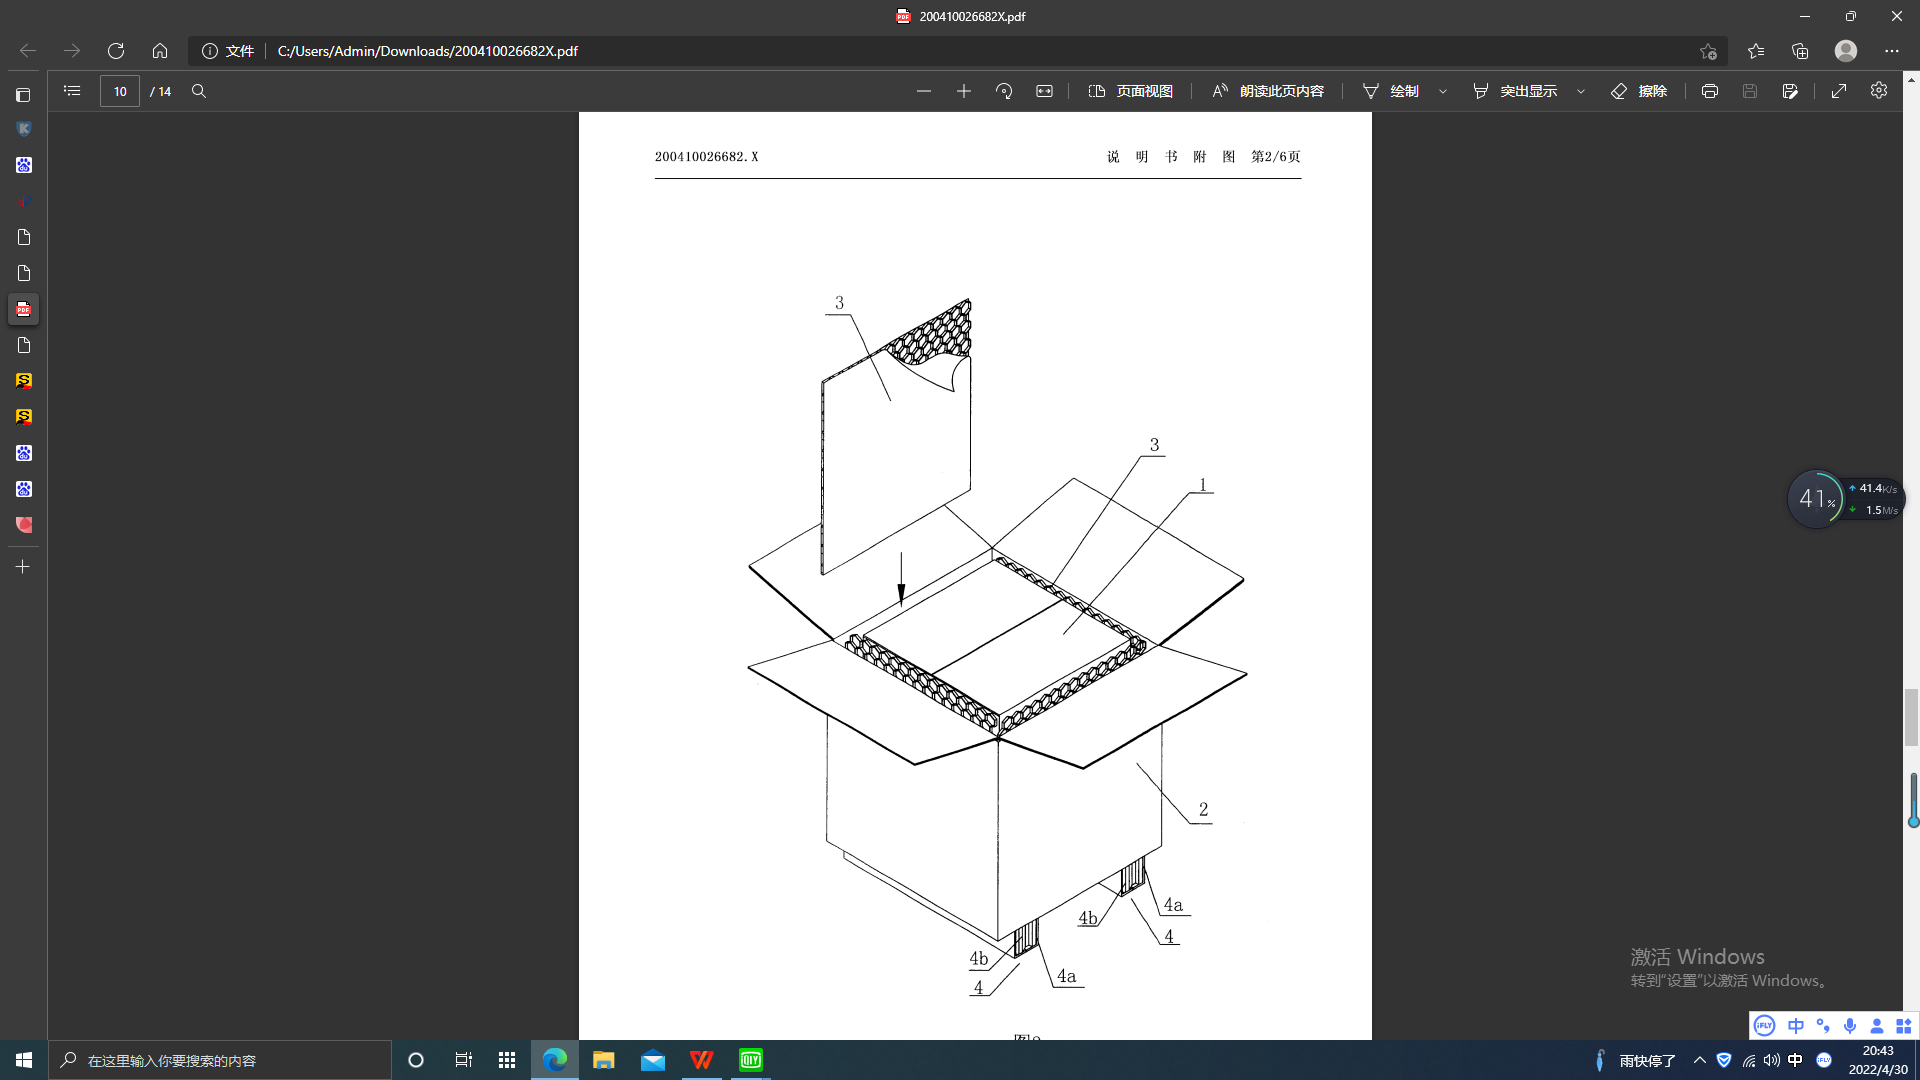 200410026682X.pdf
文件
C:/Users/Admin/Downloads/200410026682X.pdf
10 / 14
页面视图
朗读此页内容
绘制
突出显示
擦除
200410026682.X
说 明 书 附 图 第2/6页
3
3
1
2
4a
4b
4
4b
4a
4
41%
41.4K/s
1.5M/s
激活 Windows
转到"设置"以激活 Windows。
iFLY 中
在这里输入你要搜索的内容
雨快停了
中
20:43
2022/4/30